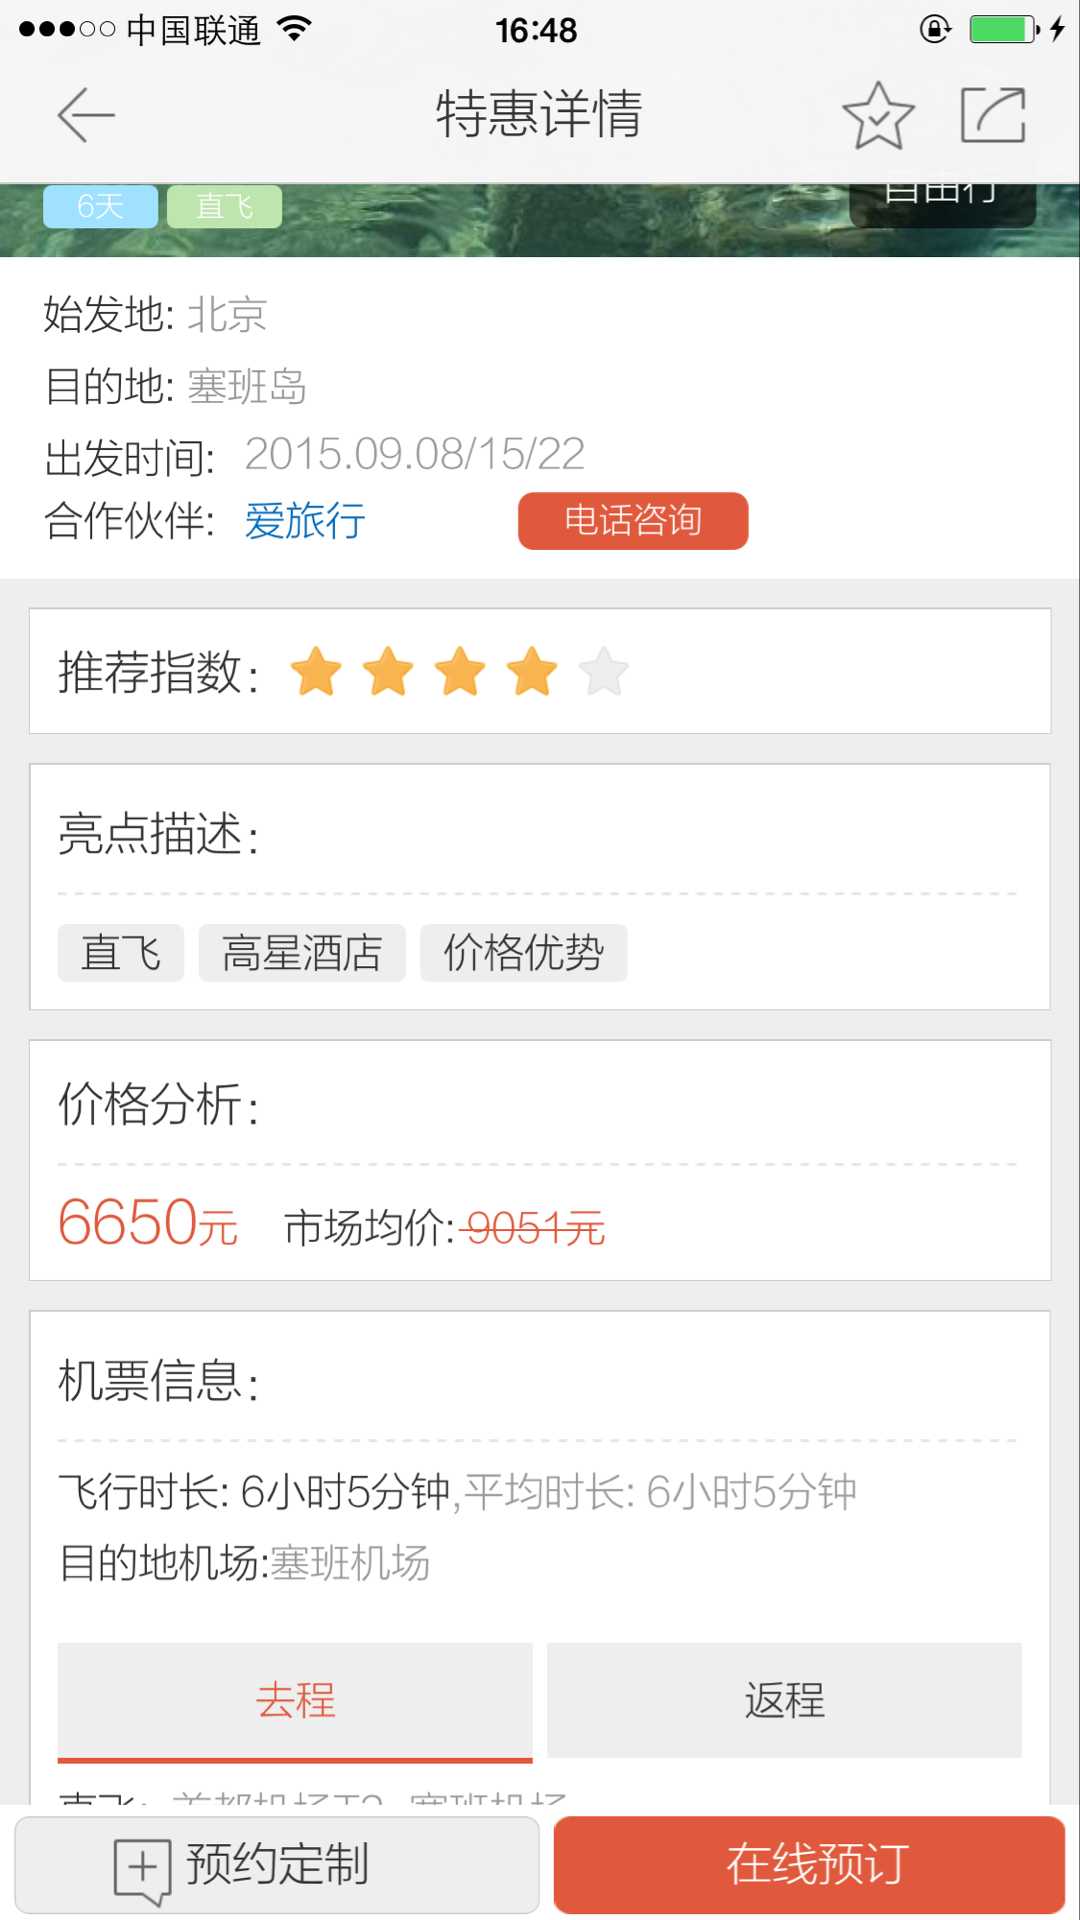 中国联通 16:48
特惠详情
6天 直飞 自由行
始发地: 北京
目的地: 塞班岛
出发时间: 2015.09.08/15/22
合作伙伴: 爱旅行 电话咨询
推荐指数:
亮点描述:
直飞 高星酒店 价格优势
价格分析:
6650元 市场均价: 9051元
机票信息:
飞行时长: 6小时5分钟,平均时长: 6小时5分钟
目的地机场:塞班机场
去程 返程
预约定制 在线预订